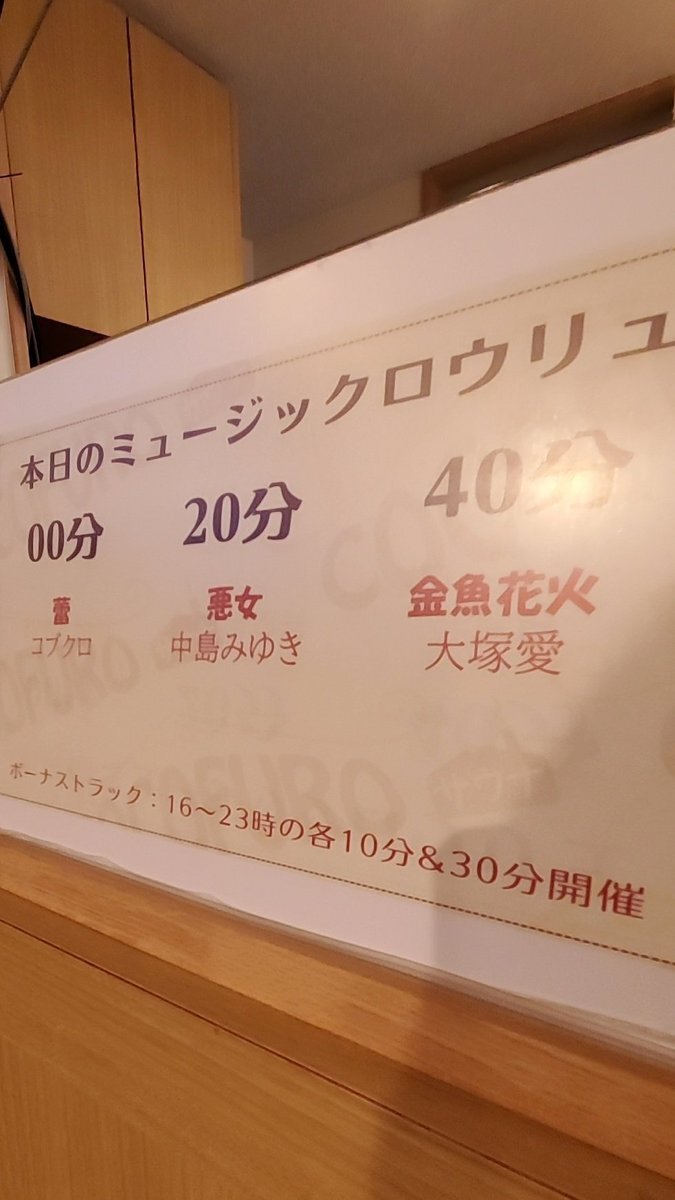 本日のミュージックロウリュ
00分 20分 40分
蕾 悪女 金魚花火
コブクロ 中島みゆき 大塚愛
ボーナストラック：16～23時の各10分&30分開催